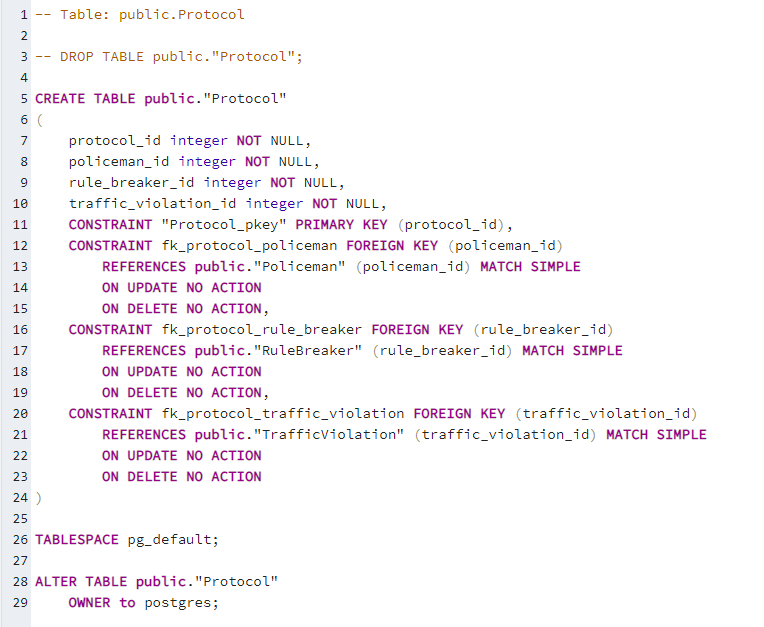 1 -- Table: public.Protocol
2
3 -- DROP TABLE public."Protocol";
4
5 CREATE TABLE public."Protocol"
6 (
7     protocol_id integer NOT NULL,
8     policeman_id integer NOT NULL,
9     rule_breaker_id integer NOT NULL,
10     traffic_violation_id integer NOT NULL,
11     CONSTRAINT "Protocol_pkey" PRIMARY KEY (protocol_id),
12     CONSTRAINT fk_protocol_policeman FOREIGN KEY (policeman_id)
13         REFERENCES public."Policeman" (policeman_id) MATCH SIMPLE
14         ON UPDATE NO ACTION
15         ON DELETE NO ACTION,
16     CONSTRAINT fk_protocol_rule_breaker FOREIGN KEY (rule_breaker_id)
17         REFERENCES public."RuleBreaker" (rule_breaker_id) MATCH SIMPLE
18         ON UPDATE NO ACTION
19         ON DELETE NO ACTION,
20     CONSTRAINT fk_protocol_traffic_violation FOREIGN KEY (traffic_violation_id)
21         REFERENCES public."TrafficViolation" (traffic_violation_id) MATCH SIMPLE
22         ON UPDATE NO ACTION
23         ON DELETE NO ACTION
24 )
25
26 TABLESPACE pg_default;
27
28 ALTER TABLE public."Protocol"
29     OWNER to postgres;